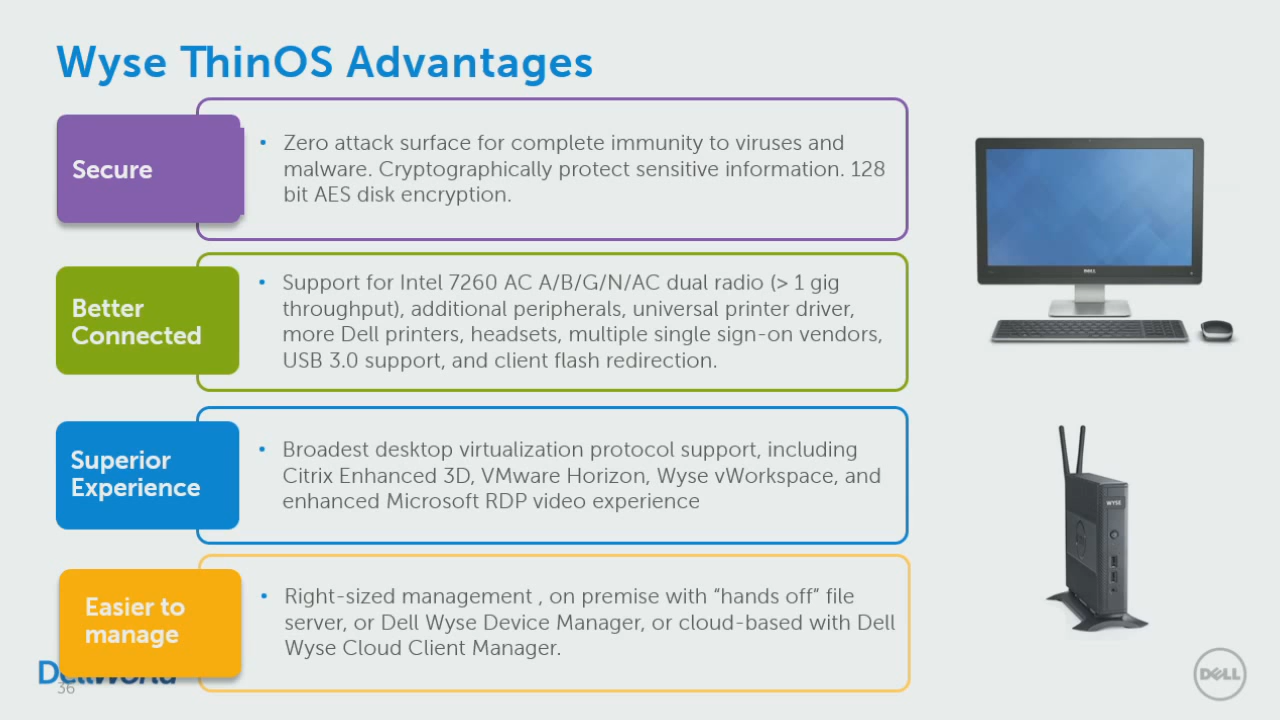 Wyse ThinOS Advantages
Secure
• Zero attack surface for complete immunity to viruses and
malware. Cryptographically protect sensitive information. 128
bit AES disk encryption.
Better
Connected
• Support for Intel 7260 AC A/B/G/N/AC dual radio (> 1 gig
throughput), additional peripherals, universal printer driver,
more Dell printers, headsets, multiple single sign-on vendors,
USB 3.0 support, and client flash redirection.
Superior
Experience
• Broadest desktop virtualization protocol support, including
Citrix Enhanced 3D, VMware Horizon, Wyse vWorkspace, and
enhanced Microsoft RDP video experience
Easier to
manage
• Right-sized management , on premise with “hands off” file
server, or Dell Wyse Device Manager, or cloud-based with Dell
Wyse Cloud Client Manager.
DellWorld
36
DELL
WYSE
DELL